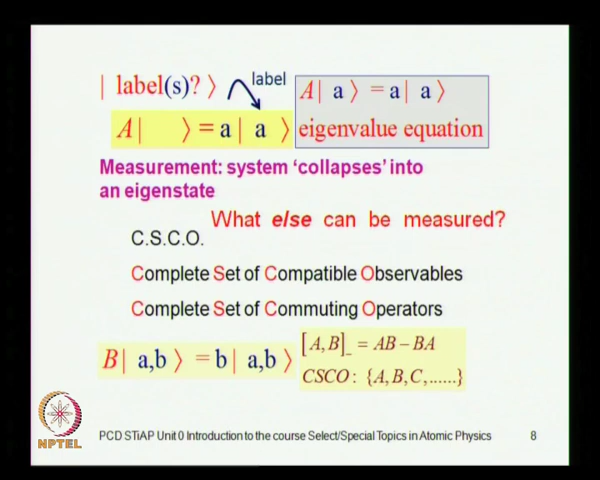 | label(s)? ⟩ label
A| a ⟩ = a| a ⟩
A| ⟩ = a| a ⟩
eigenvalue equation
Measurement: system ‘collapses’ into
an eigenstate
What else can be measured?
C.S.C.O.
Complete Set of Compatible Observables
Complete Set of Commuting Operators
B| a,b ⟩ = b| a,b ⟩
[A,B]_ = AB – BA
CSCO: {A,B,C,......}
NPTEL
PCD STiAP Unit 0 Introduction to the course Select/Special Topics in Atomic Physics 8